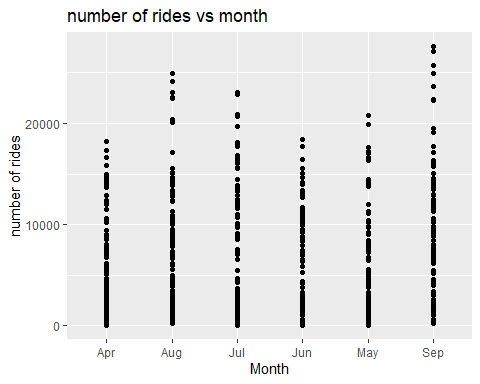 number of rides vs month
number of rides
20000
10000
0
Apr Aug Jul Jun May Sep
Month